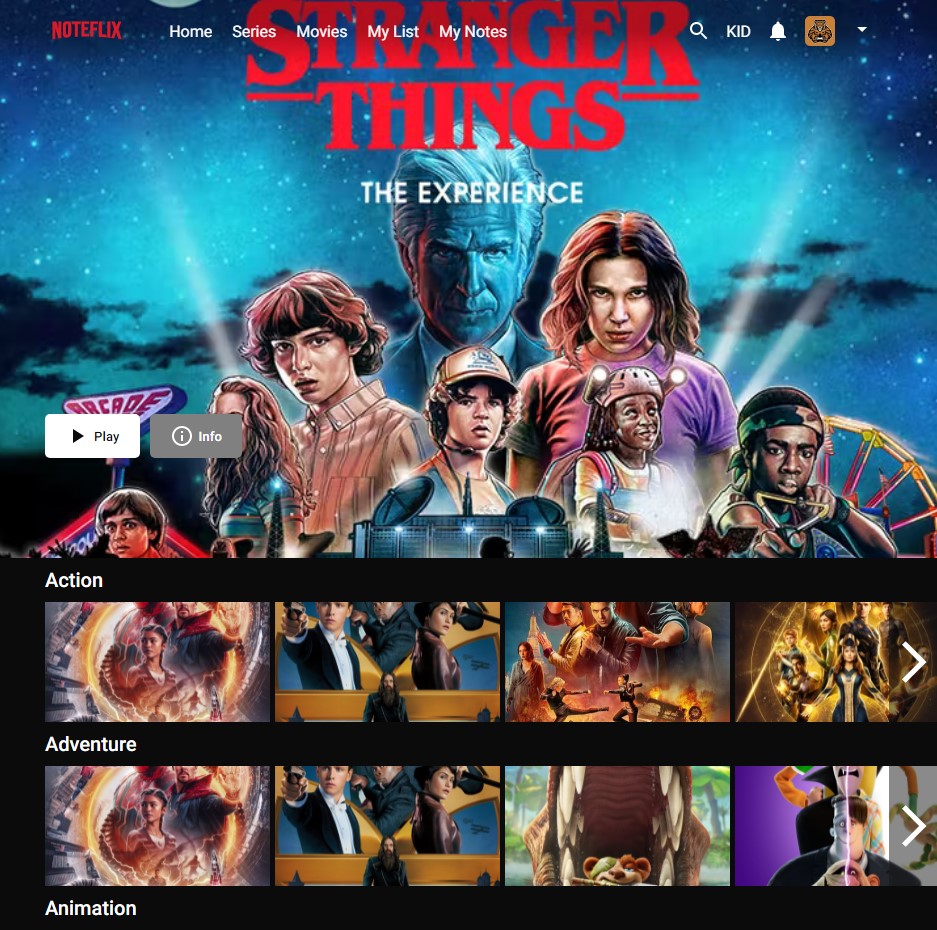 NOTEFLIX Home Series Movies My List My Notes KID
STRANGER
THINGS
THE EXPERIENCE
ARCADE
Play Info
Action
Adventure
Animation